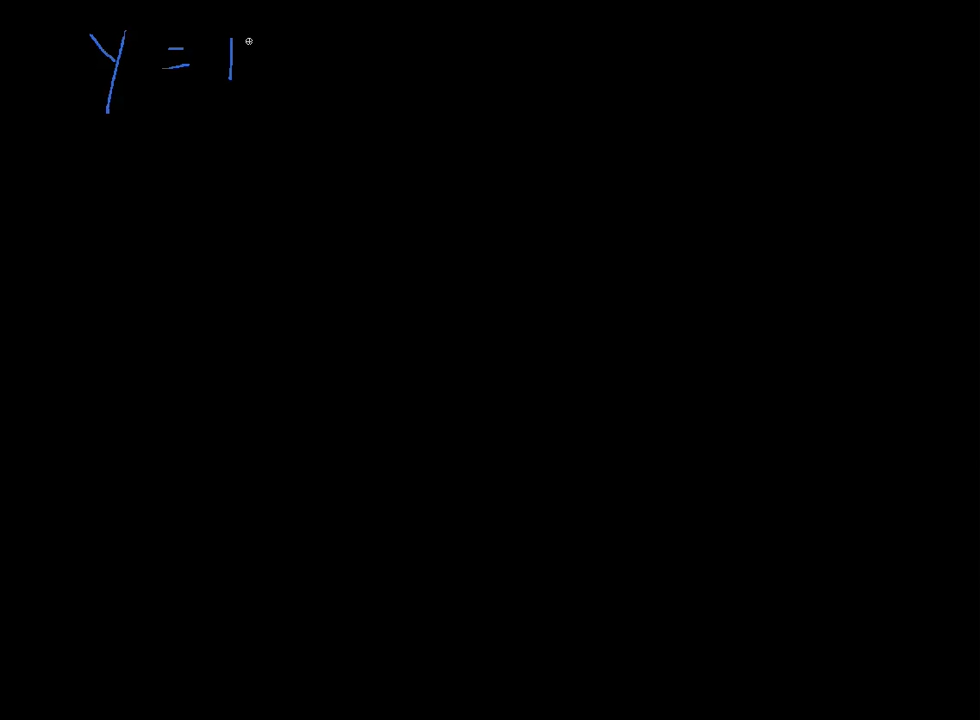 y = 1